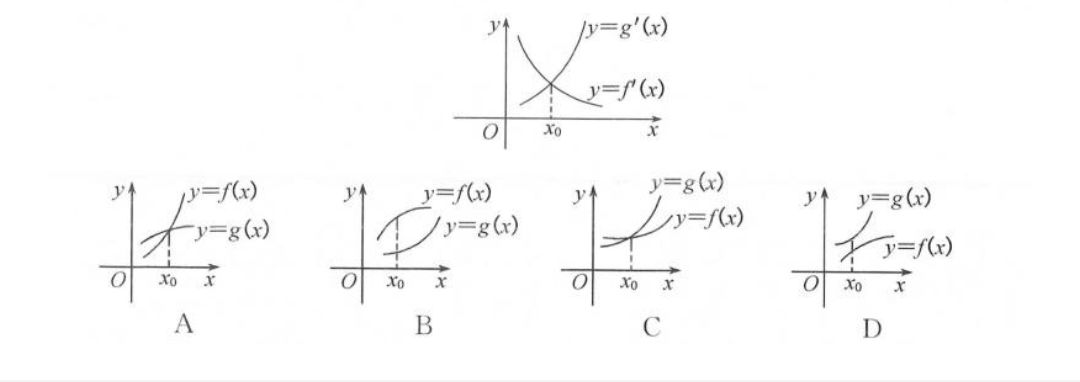 y
y=g'(x)
y=f'(x)
O
x₀
x
y
y=f(x)
y=g(x)
O
x₀
x
A
y
y=f(x)
y=g(x)
O
x₀
x
B
y
y=g(x)
y=f(x)
O
x₀
x
C
y
y=g(x)
y=f(x)
O
x₀
x
D